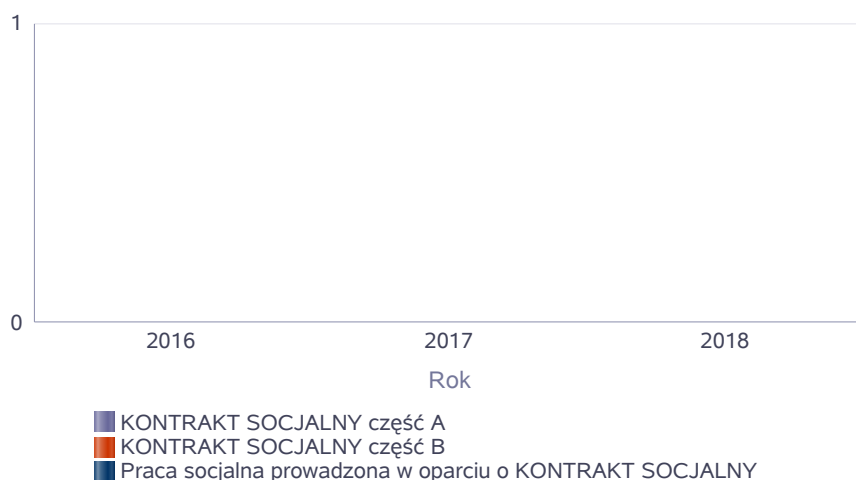 1
0
2016 2017 2018
Rok
KONTRAKT SOCJALNY część A
KONTRAKT SOCJALNY część B
Praca socjalna prowadzona w oparciu o KONTRAKT SOCJALNY